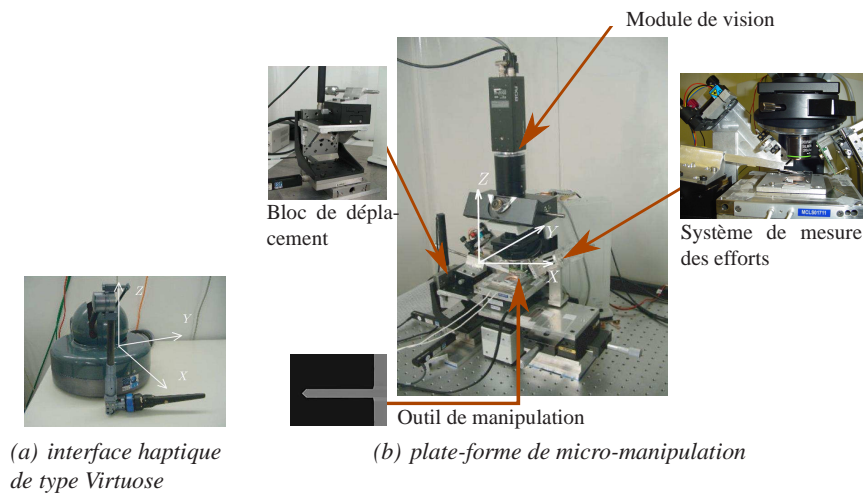 Module de vision
Z
Y
X
Bloc de dépla-
cement
MCL901711
Système de mesure
des efforts
Z
Y
X
Outil de manipulation
(a) interface haptique
de type Virtuose
(b) plate-forme de micro-manipulation